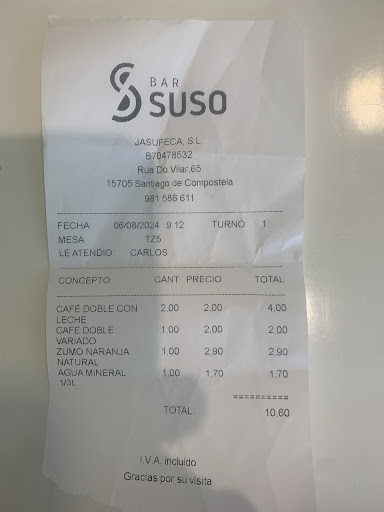 BAR
SUSO
JASUFECA, S.L.
B70478532
Rua Do Vilar,65
15705 Santiago de Compostela
981 586 611
FECHA: 06/08/2024 9:12 TURNO: 1
MESA TZ5
LE ATENDIO: CARLOS
CONCEPTO CANT PRECIO TOTAL
CAFÉ DOBLE CON 2,00 2,00 4,00
LECHE
CAFE DOBLE 1,00 2,00 2,00
VARIADO
ZUMO NARANJA 1,00 2,90 2,90
NATURAL
AGUA MINERAL 1,00 1,70 1,70
1/3L
==========
TOTAL: 10,60
I.V.A. incluido
Gracias por su visita